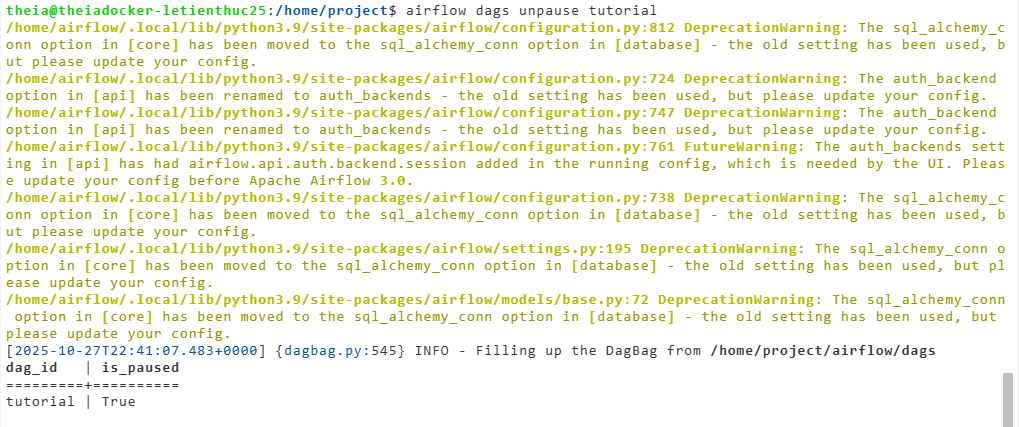 theia@theiadocker-letienthuc25:/home/project$ airflow dags unpause tutorial
/home/airflow/.local/lib/python3.9/site-packages/airflow/configuration.py:812 DeprecationWarning: The sql_alchemy_c
onn option in [core] has been moved to the sql_alchemy_conn option in [database] - the old setting has been used, b
ut please update your config.
/home/airflow/.local/lib/python3.9/site-packages/airflow/configuration.py:724 DeprecationWarning: The auth_backend
option in [api] has been renamed to auth_backends - the old setting has been used, but please update your config.
/home/airflow/.local/lib/python3.9/site-packages/airflow/configuration.py:747 DeprecationWarning: The auth_backend
option in [api] has been renamed to auth_backends - the old setting has been used, but please update your config.
/home/airflow/.local/lib/python3.9/site-packages/airflow/configuration.py:761 FutureWarning: The auth_backends sett
ing in [api] has had airflow.api.auth.backend.session added in the running config, which is needed by the UI. Pleas
e update your config before Apache Airflow 3.0.
/home/airflow/.local/lib/python3.9/site-packages/airflow/configuration.py:738 DeprecationWarning: The sql_alchemy_c
onn option in [core] has been moved to the sql_alchemy_conn option in [database] - the old setting has been used, b
ut please update your config.
/home/airflow/.local/lib/python3.9/site-packages/airflow/settings.py:195 DeprecationWarning: The sql_alchemy_conn o
ption in [core] has been moved to the sql_alchemy_conn option in [database] - the old setting has been used, but pl
ease update your config.
/home/airflow/.local/lib/python3.9/site-packages/airflow/models/base.py:72 DeprecationWarning: The sql_alchemy_conn
 option in [core] has been moved to the sql_alchemy_conn option in [database] - the old setting has been used, but
please update your config.
[2025-10-27T22:41:07.483+0000] {dagbag.py:545} INFO - Filling up the DagBag from /home/project/airflow/dags
dag_id   | is_paused
=========+==========
tutorial | True